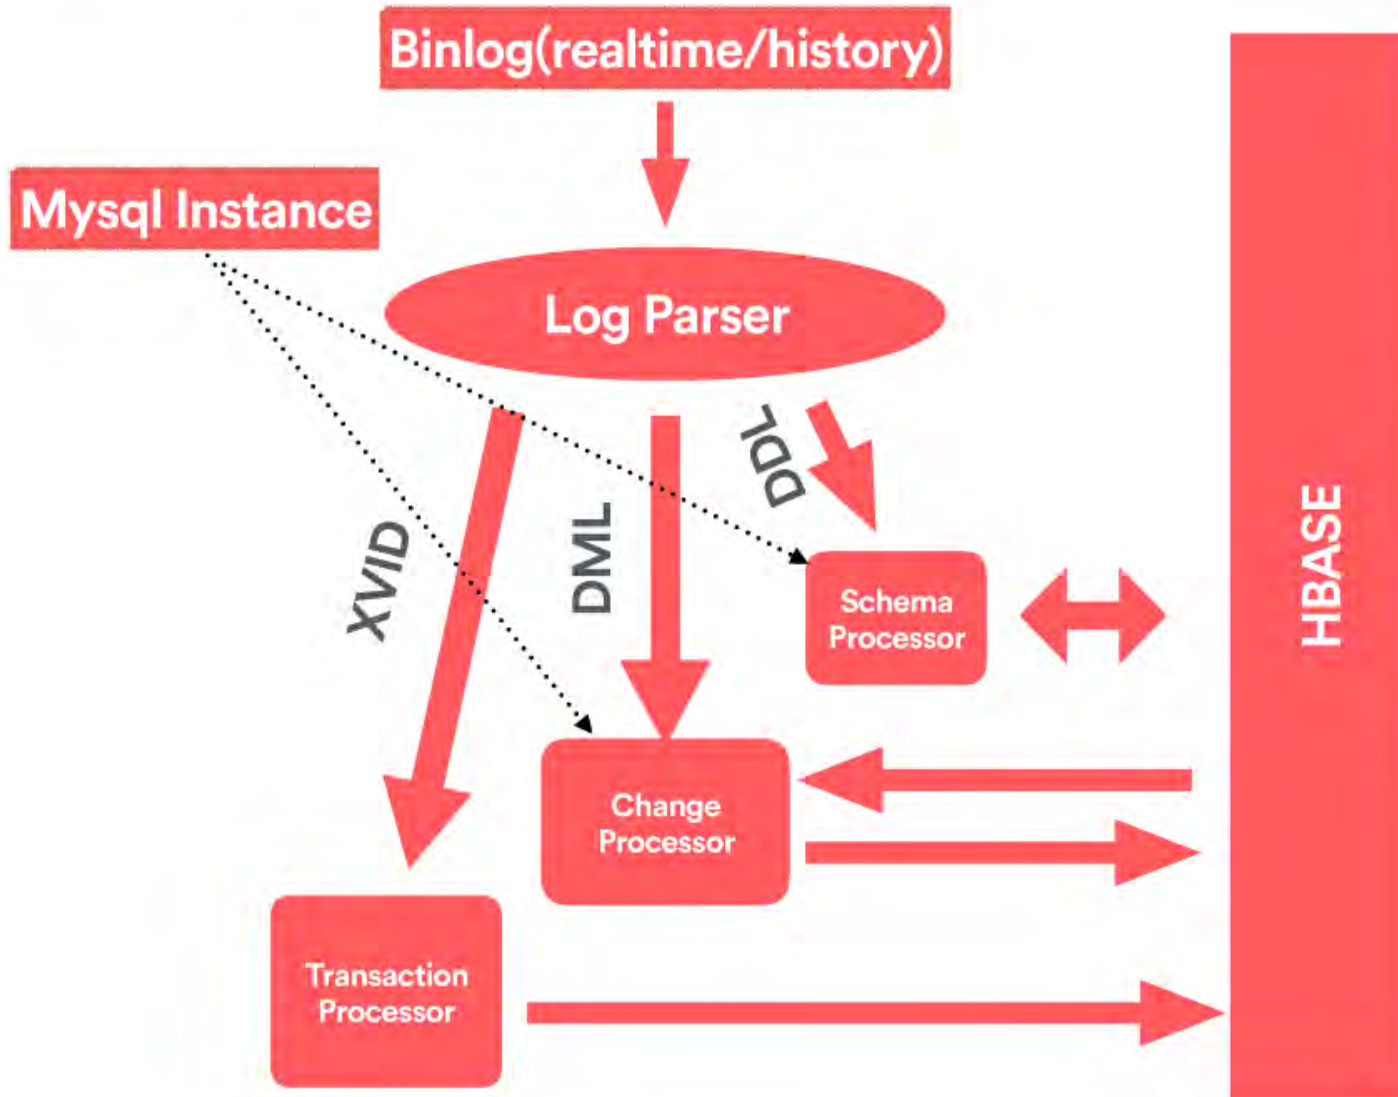 Binlog(realtime/history)
Mysql Instance
Log Parser
DDL
XVID
DML
Schema
Processor
HBASE
Change
Processor
Transaction
Processor